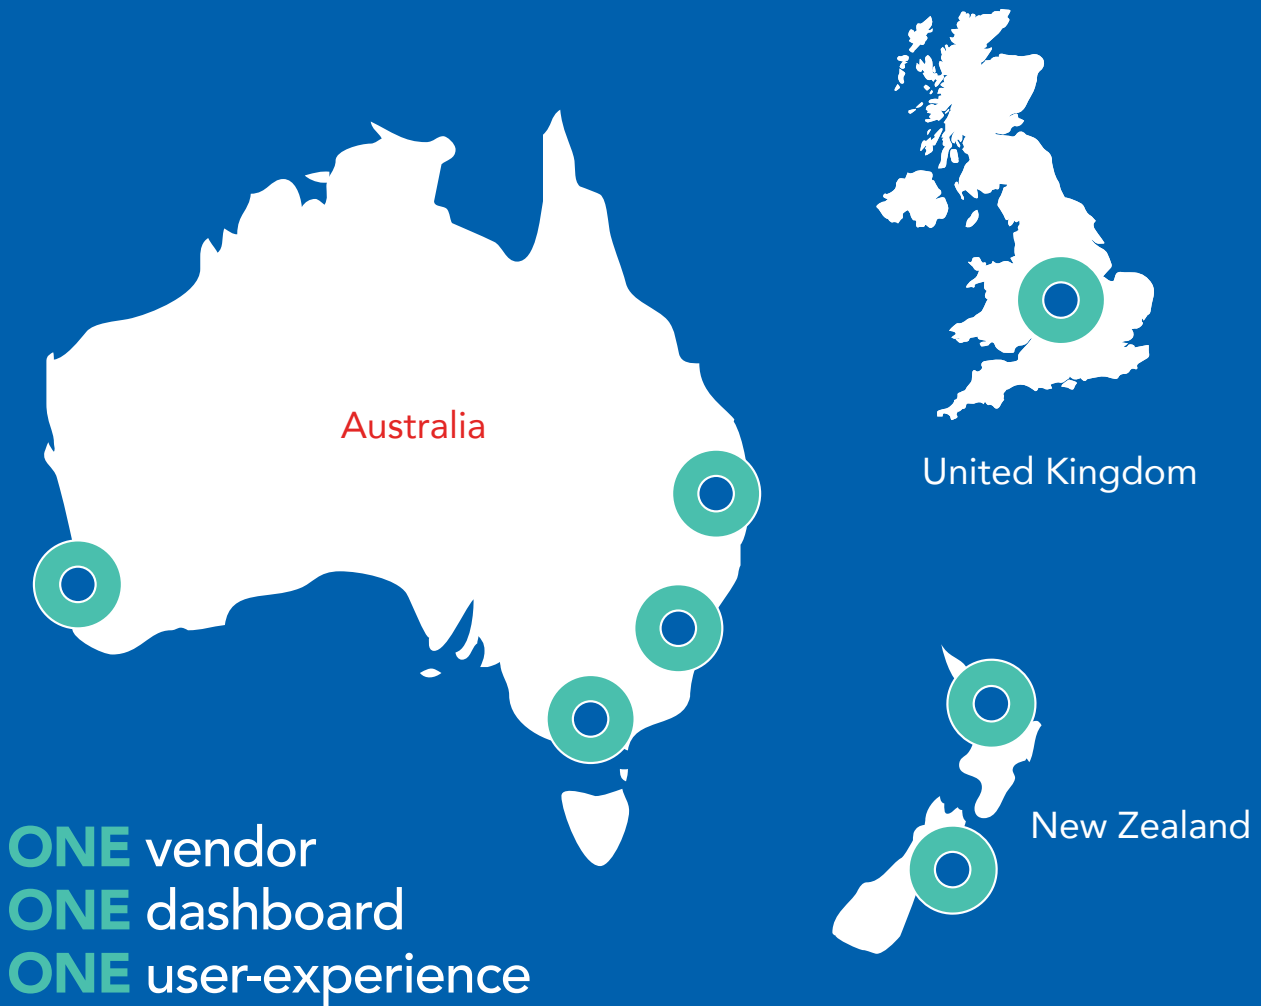 Australia
United Kingdom
New Zealand
ONE vendor
ONE dashboard
ONE user-experience